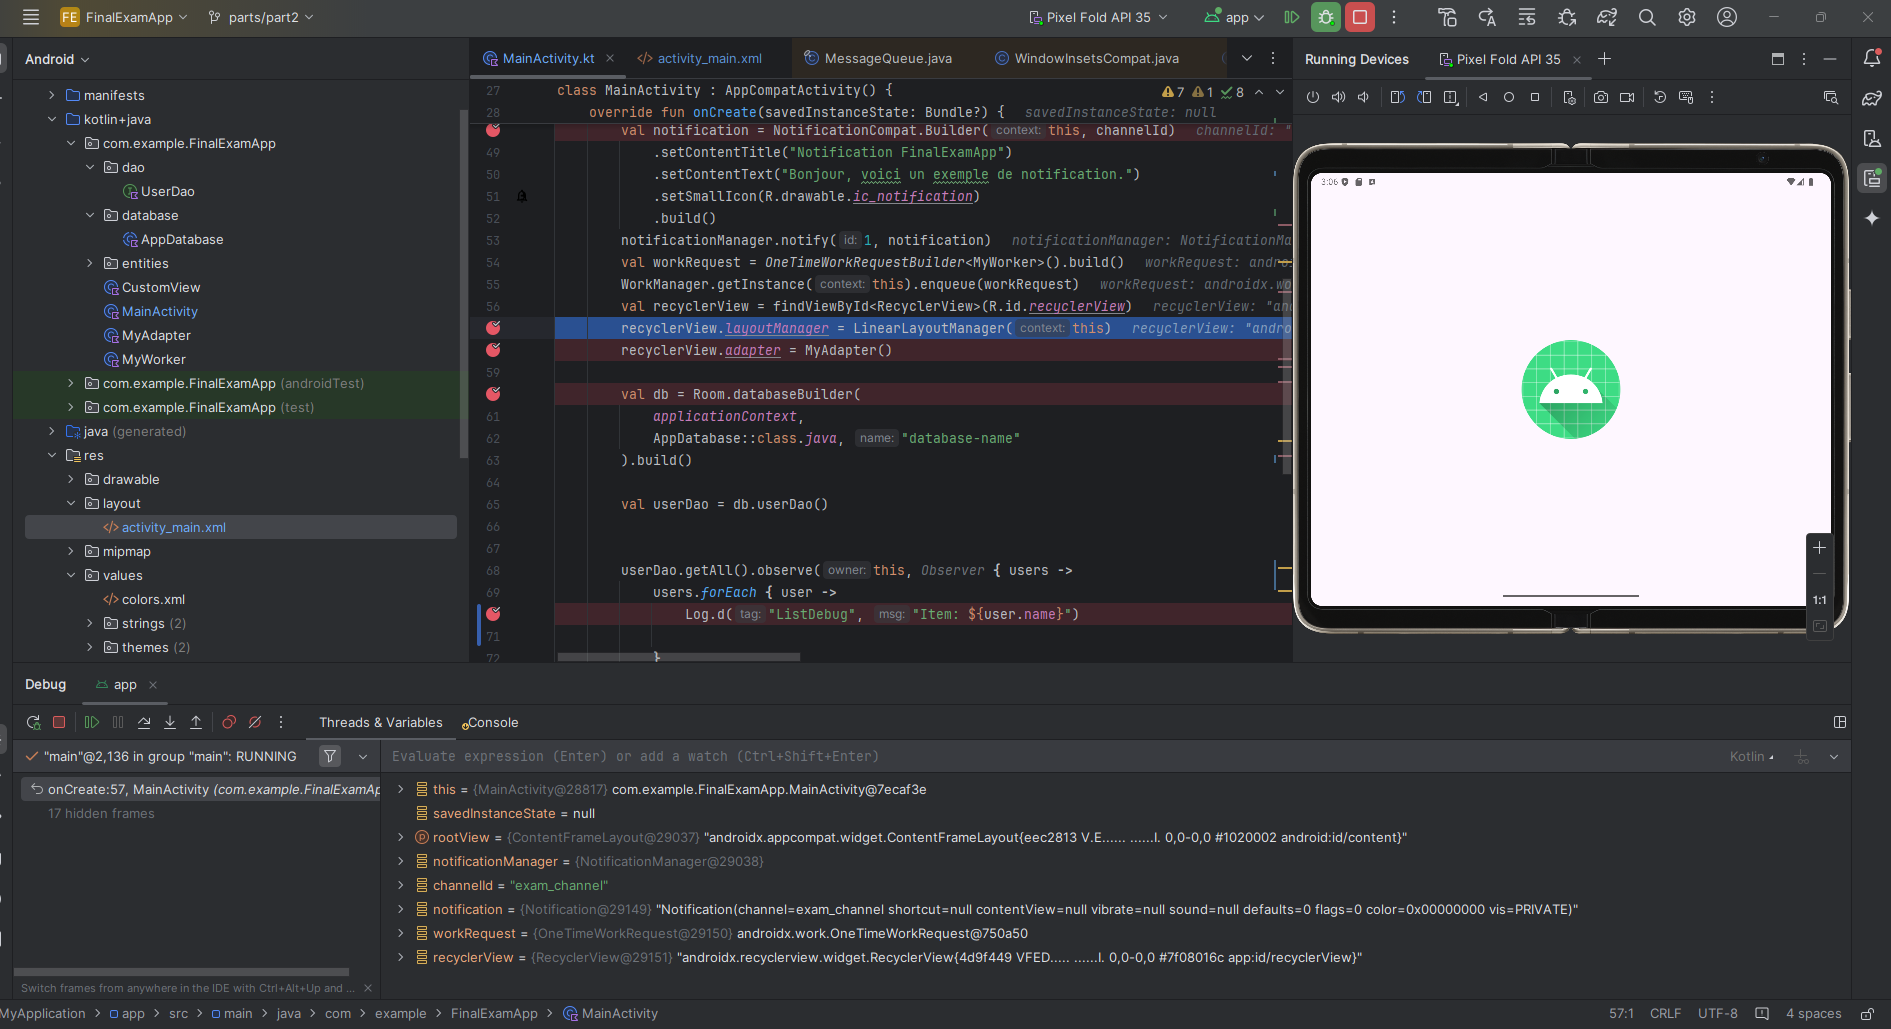 FE FinalExamApp parts/part2 Pixel Fold API 35 app
Android
manifests
kotlin+java
com.example.FinalExamApp
dao
UserDao
database
AppDatabase
entities
CustomView
MainActivity
MyAdapter
MyWorker
com.example.FinalExamApp (androidTest)
com.example.FinalExamApp (test)
java (generated)
res
drawable
layout
activity_main.xml
mipmap
values
colors.xml
strings (2)
themes (2)
MainActivity.kt activity_main.xml MessageQueue.java WindowInsetsCompat.java
27 class MainActivity : AppCompatActivity() { 7 1 8
28 override fun onCreate(savedInstanceState: Bundle?) { savedInstanceState: null
val notification = NotificationCompat.Builder( context: this, channelId) channelId: "
49 .setContentTitle("Notification FinalExamApp")
50 .setContentText("Bonjour, voici un exemple de notification.")
51 .setSmallIcon(R.drawable.ic_notification)
52 .build()
53 notificationManager.notify( id: 1, notification) notificationManager: NotificationMa
54 val workRequest = OneTimeWorkRequestBuilder<MyWorker>().build() workRequest: andro
55 WorkManager.getInstance( context: this).enqueue(workRequest) workRequest: androidx.wo
56 val recyclerView = findViewById<RecyclerView>(R.id.recyclerView) recyclerView: "and
recyclerView.layoutManager = LinearLayoutManager( context: this) recyclerView: "andro
recyclerView.adapter = MyAdapter()
59
val db = Room.databaseBuilder(
61 applicationContext,
62 AppDatabase::class.java, name: "database-name"
63 ).build()
64
65 val userDao = db.userDao()
66
67
68 userDao.getAll().observe( owner: this, Observer { users ->
69 users.forEach { user ->
Log.d( tag: "ListDebug", msg: "Item: ${user.name}")
71
72 }
Running Devices Pixel Fold API 35
3:06
1:1
Debug app
Threads & Variables Console
"main"@2,136 in group "main": RUNNING
onCreate:57, MainActivity (com.example.FinalExamAp
17 hidden frames
Switch frames from anywhere in the IDE with Ctrl+Alt+Up and ...
Evaluate expression (Enter) or add a watch (Ctrl+Shift+Enter) Kotlin
this = {MainActivity@28817} com.example.FinalExamApp.MainActivity@7ecaf3e
savedInstanceState = null
rootView = {ContentFrameLayout@29037} "androidx.appcompat.widget.ContentFrameLayout{eec2813 V.E...... ......I. 0,0-0,0 #1020002 android:id/content}"
notificationManager = {NotificationManager@29038}
channelId = "exam_channel"
notification = {Notification@29149} "Notification(channel=exam_channel shortcut=null contentView=null vibrate=null sound=null defaults=0 flags=0 color=0x00000000 vis=PRIVATE)"
workRequest = {OneTimeWorkRequest@29150} androidx.work.OneTimeWorkRequest@750a50
recyclerView = {RecyclerView@29151} "androidx.recyclerview.widget.RecyclerView{4d9f449 VFED..... ......I. 0,0-0,0 #7f08016c app:id/recyclerView}"
MyApplication > app > src > main > java > com > example > FinalExamApp > MainActivity
57:1 CRLF UTF-8 4 spaces